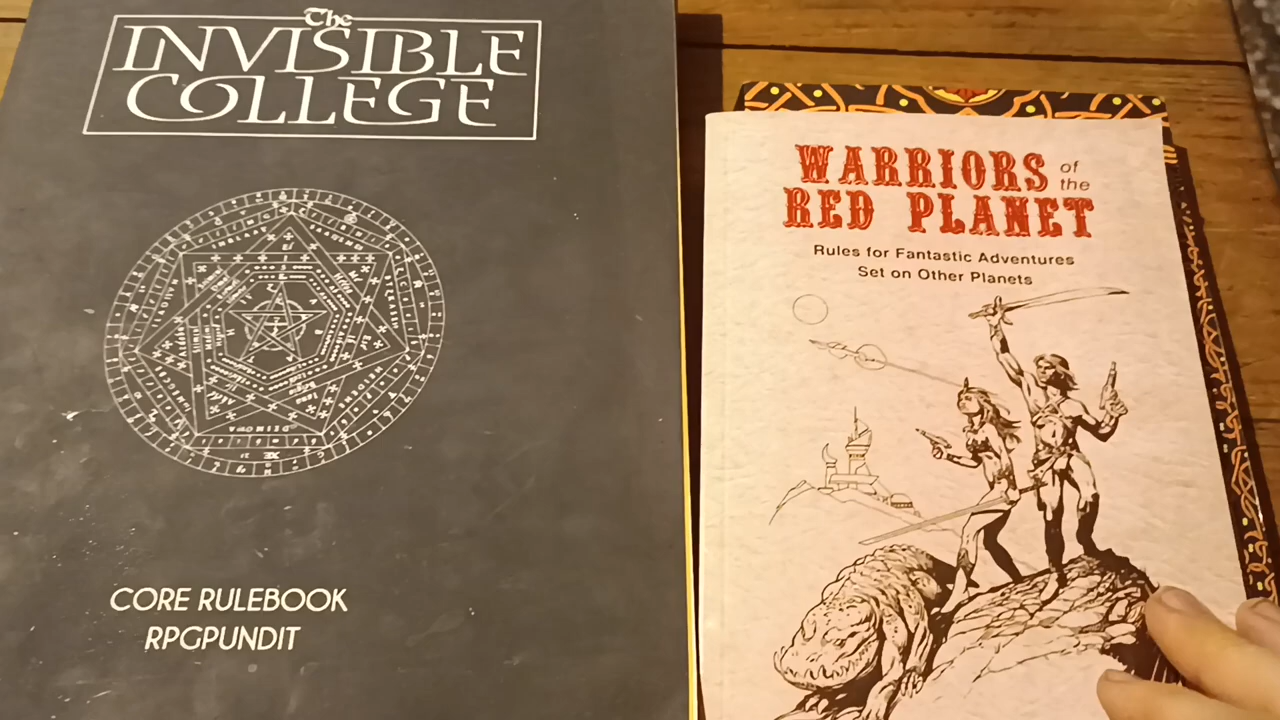 The
INVISIBLE
COLLEGE
CORE RULEBOOK
RPGPUNDIT
WARRIORS of the
RED PLANET
Rules for Fantastic Adventures
Set on Other Planets